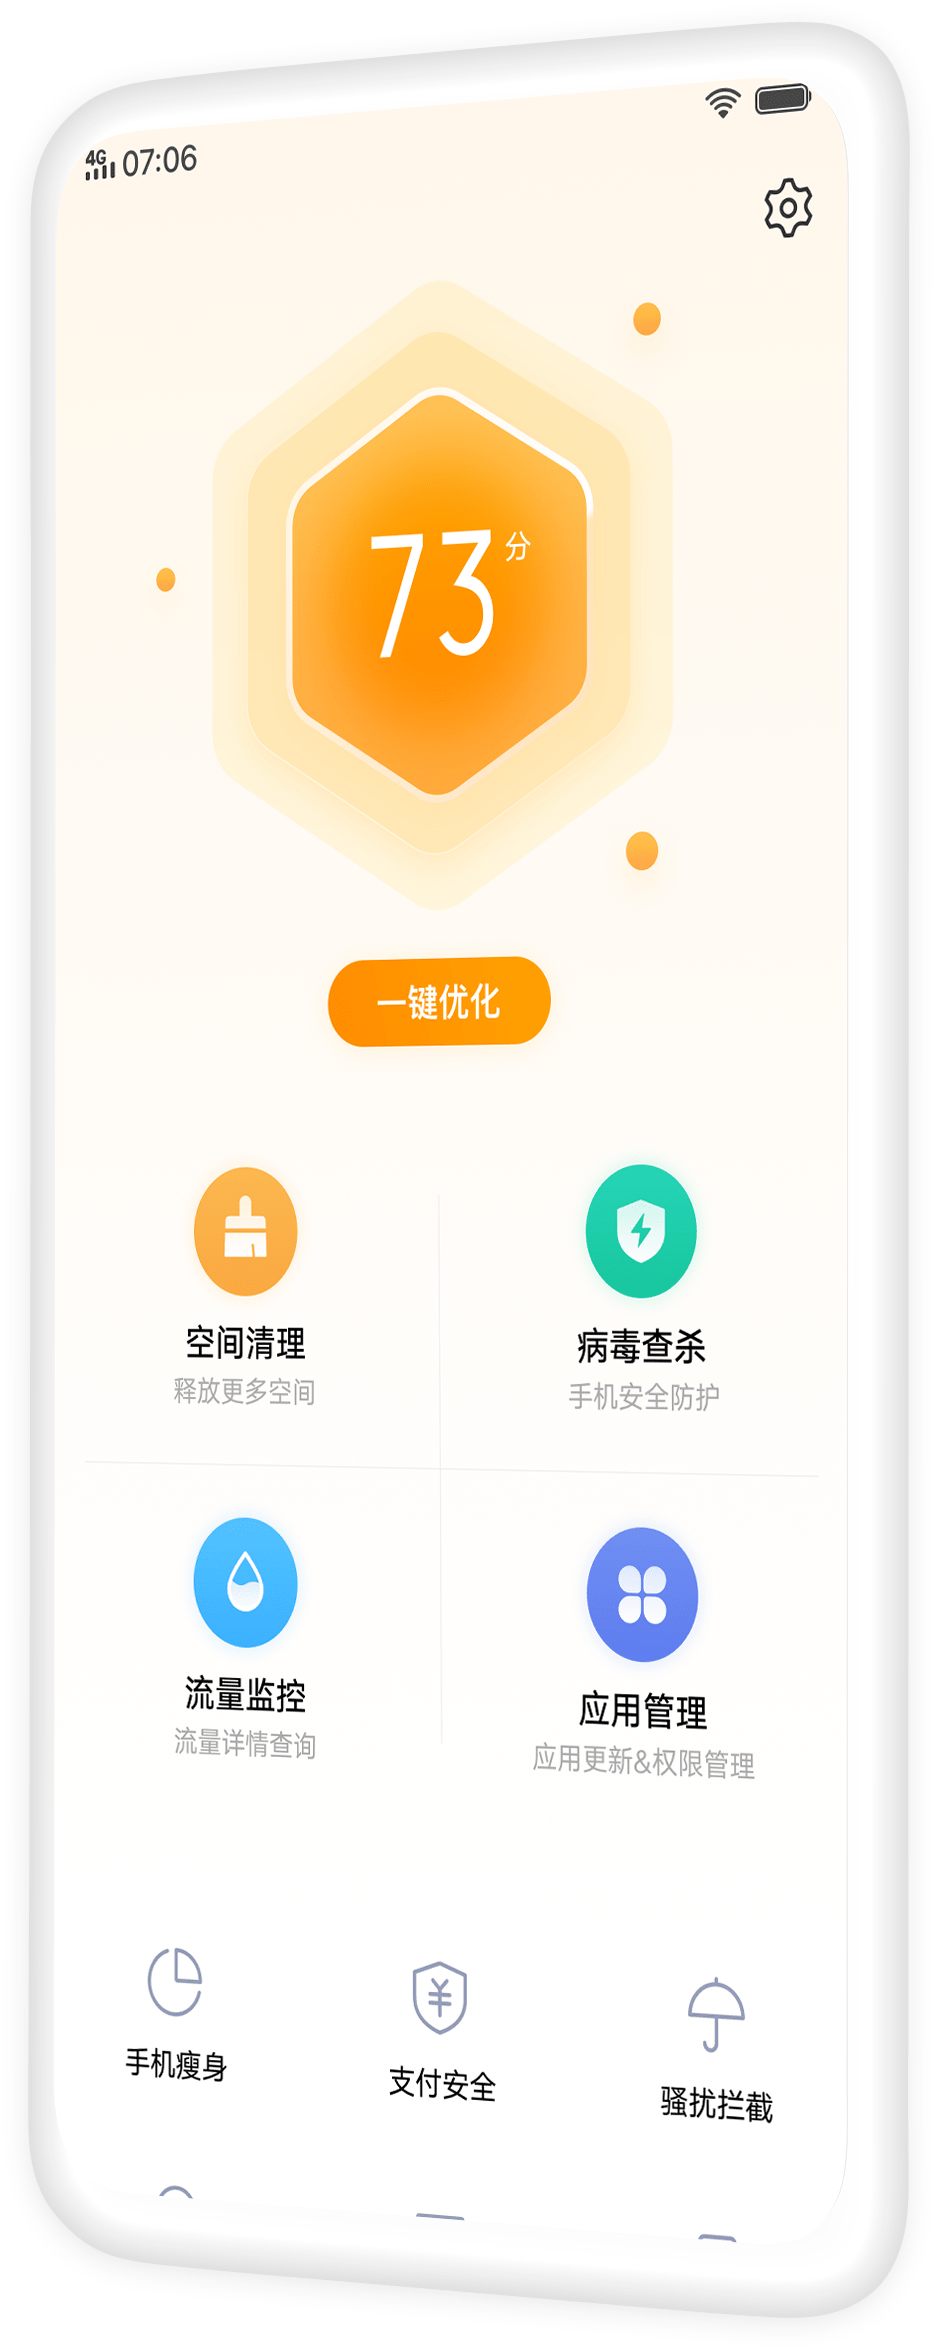 4G 07:06
73分
一键优化
空间清理
释放更多空间
病毒查杀
手机安全防护
流量监控
流量详情查询
应用管理
应用更新&权限管理
手机瘦身
支付安全
骚扰拦截